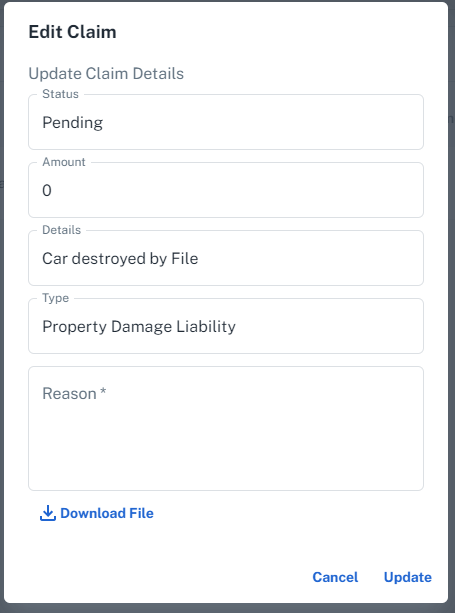 Edit Claim
Update Claim Details
Status
Pending
Amount
0
Details
Car destroyed by File
Type
Property Damage Liability
Reason *
Download File
Cancel Update